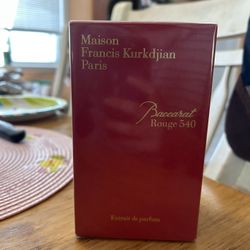 Maison
Francis Kurkdjian
Paris
Baccarat
Rouge 540
Extrait de parfum